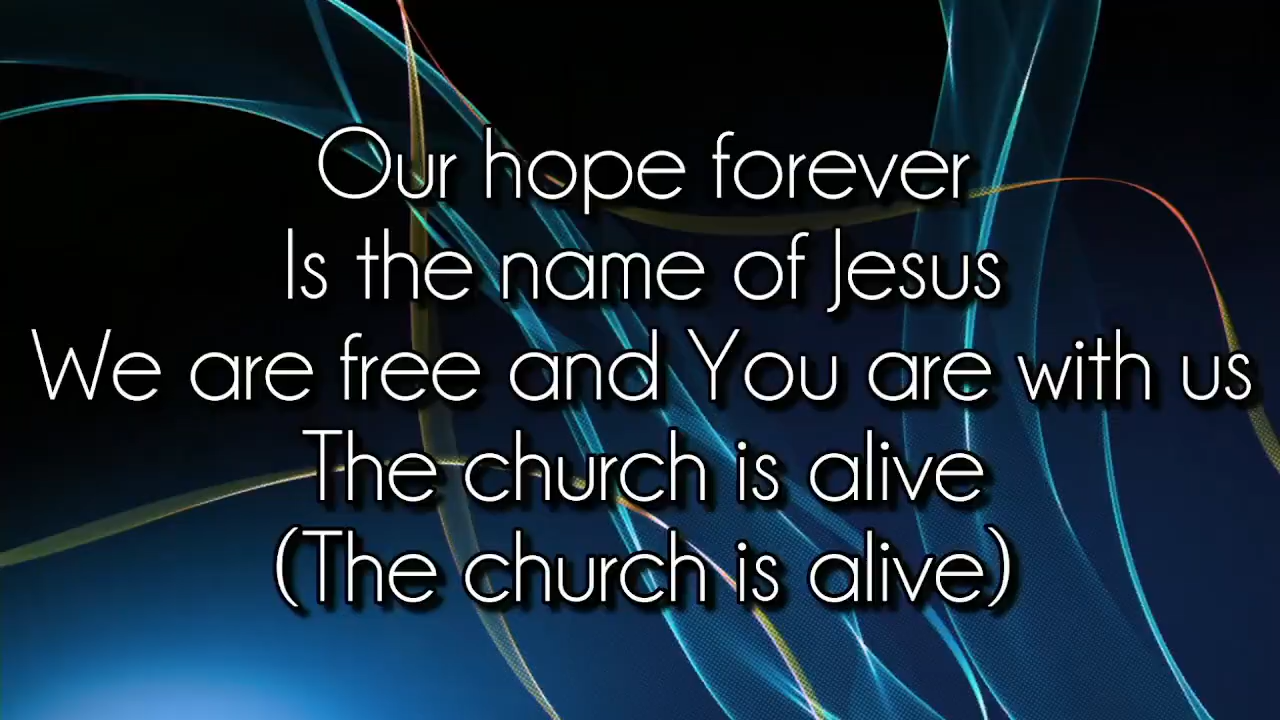 Our hope forever
Is the name of Jesus
We are free and You are with us
The church is alive
(The church is alive)